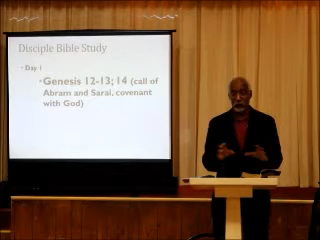 Disciple Bible Study
• Day 1
• Genesis 12-13; 14 (call of
Abram and Sarai, covenant
with God)